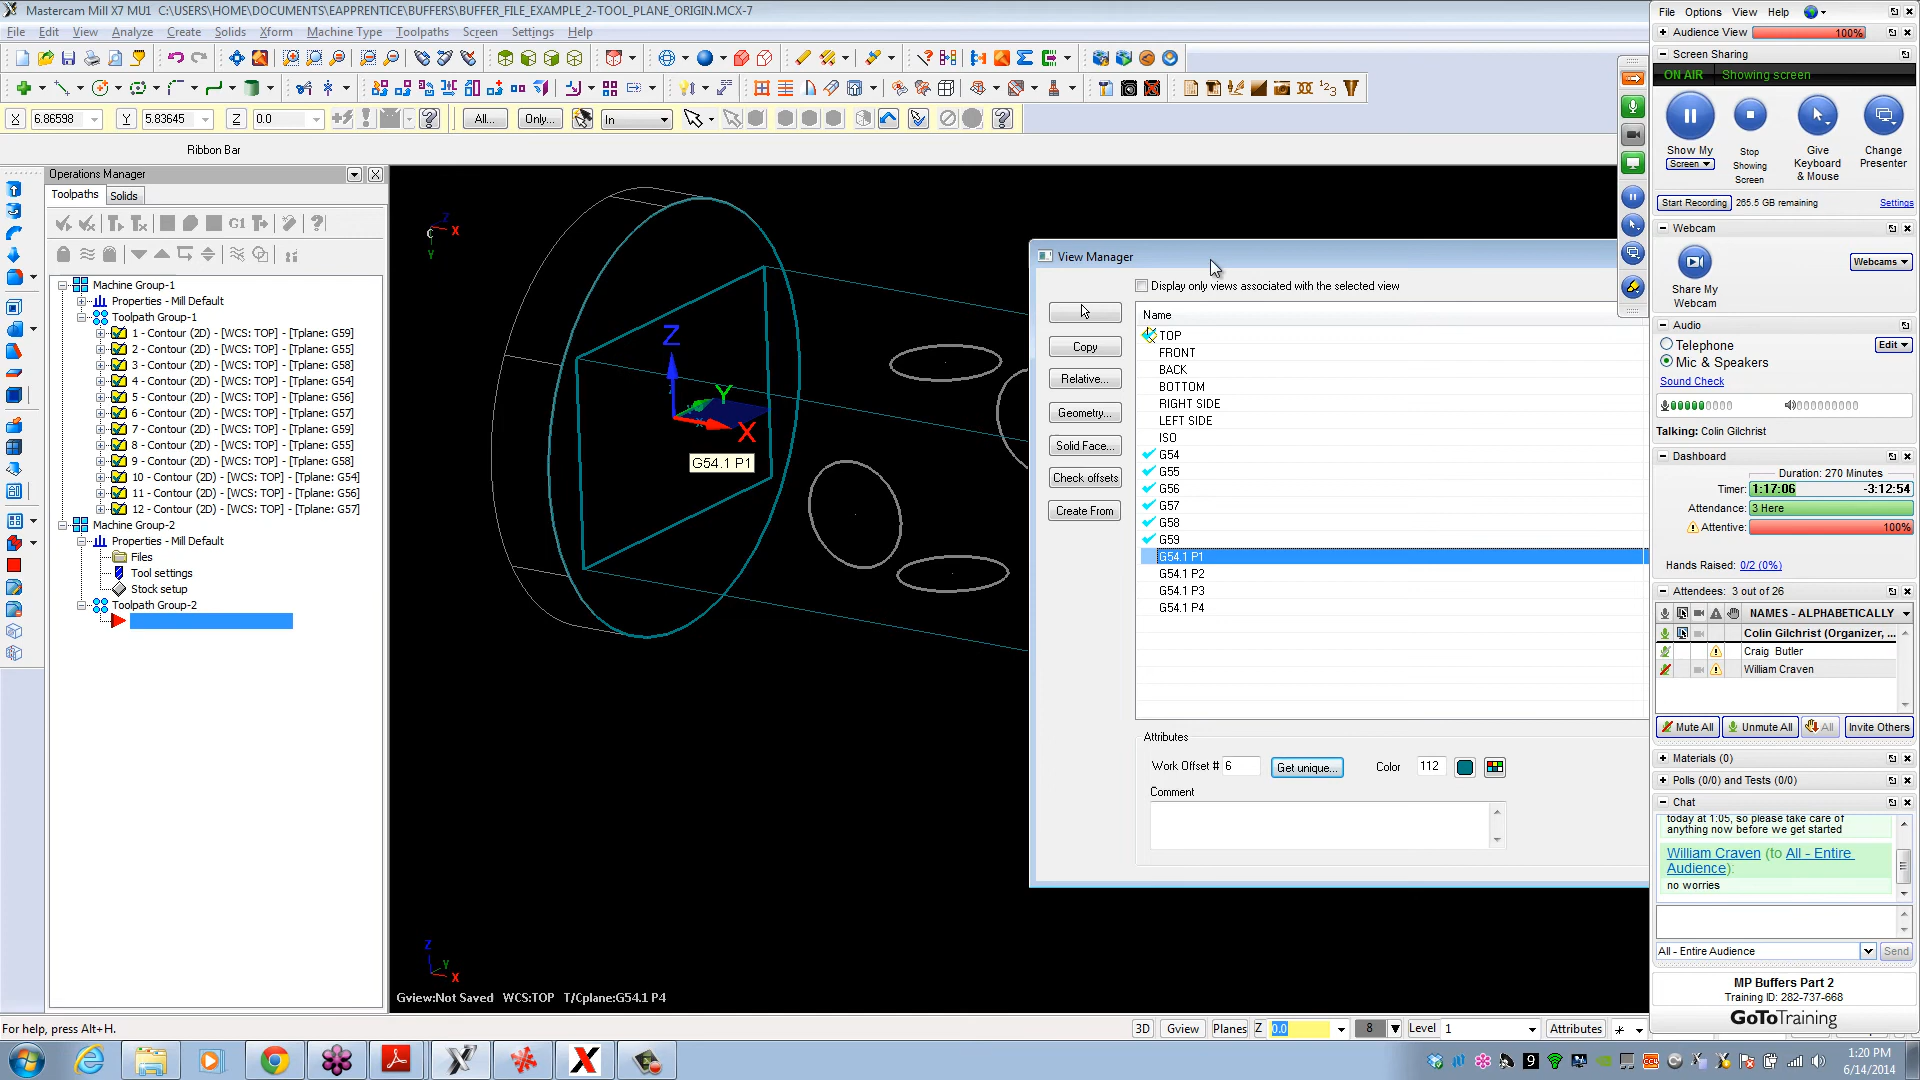 Mastercam Mill X7 MU1  C:\USERS\HOME\DOCUMENTS\EAPPRENTICE\BUFFERS\BUFFER_FILE_EXAMPLE_2-TOOL_PLANE_ORIGIN.MCX-7
File Edit View Analyze Create Solids Xform Machine Type Toolpaths Screen Settings Help
G1
X 6.86598 Y 5.83645 Z 0.0 All... Only... In
Ribbon Bar
Operations Manager
Toolpaths Solids
Machine Group-1
Properties - Mill Default
Toolpath Group-1
1 - Contour (2D) - [WCS: TOP] - [Tplane: G59]
2 - Contour (2D) - [WCS: TOP] - [Tplane: G55]
3 - Contour (2D) - [WCS: TOP] - [Tplane: G58]
4 - Contour (2D) - [WCS: TOP] - [Tplane: G54]
5 - Contour (2D) - [WCS: TOP] - [Tplane: G56]
6 - Contour (2D) - [WCS: TOP] - [Tplane: G57]
7 - Contour (2D) - [WCS: TOP] - [Tplane: G59]
8 - Contour (2D) - [WCS: TOP] - [Tplane: G55]
9 - Contour (2D) - [WCS: TOP] - [Tplane: G58]
10 - Contour (2D) - [WCS: TOP] - [Tplane: G54]
11 - Contour (2D) - [WCS: TOP] - [Tplane: G56]
12 - Contour (2D) - [WCS: TOP] - [Tplane: G57]
Machine Group-2
Properties - Mill Default
Files
Tool settings
Stock setup
Toolpath Group-2
Z
C X
Y
Z
Y
X
G54.1 P1
Z
Y
X
Gview:Not Saved WCS:TOP T/Cplane:G54.1 P4
View Manager
Display only views associated with the selected view
Copy
Relative...
Geometry...
Solid Face...
Check offsets
Create From
Name
TOP
FRONT
BACK
BOTTOM
RIGHT SIDE
LEFT SIDE
ISO
G54
G55
G56
G57
G58
G59
G54.1 P1
G54.1 P2
G54.1 P3
G54.1 P4
Attributes
Work Offset # 6 Get unique... Color 112
Comment
For help, press Alt+H.
3D Gview Planes Z 0.0 8 Level 1 Attributes
File Options View Help
Audience View 100%
Screen Sharing
ON AIR Showing screen
Show My Screen
Stop Showing Screen
Give Keyboard & Mouse
Change Presenter
Start Recording 265.5 GB remaining Settings
Webcam
Share My Webcam
Webcams
Audio
Telephone
Edit
Mic & Speakers
Sound Check
Talking: Colin Gilchrist
Dashboard
Duration: 270 Minutes
Timer: 1:17:06 -3:12:54
Attendance: 3 Here
Attentive: 100%
Hands Raised: 0/2 (0%)
Attendees: 3 out of 26
NAMES - ALPHABETICALLY
Colin Gilchrist (Organizer, ...
Craig Butler
William Craven
Mute All Unmute All All Invite Others
Materials (0)
Polls (0/0) and Tests (0/0)
Chat
today at 1:05, so please take care of
anything now before we get started
William Craven (to All - Entire
Audience):
no worries
All - Entire Audience Send
MP Buffers Part 2
Training ID: 282-737-668
GoToTraining
1:20 PM
6/14/2014